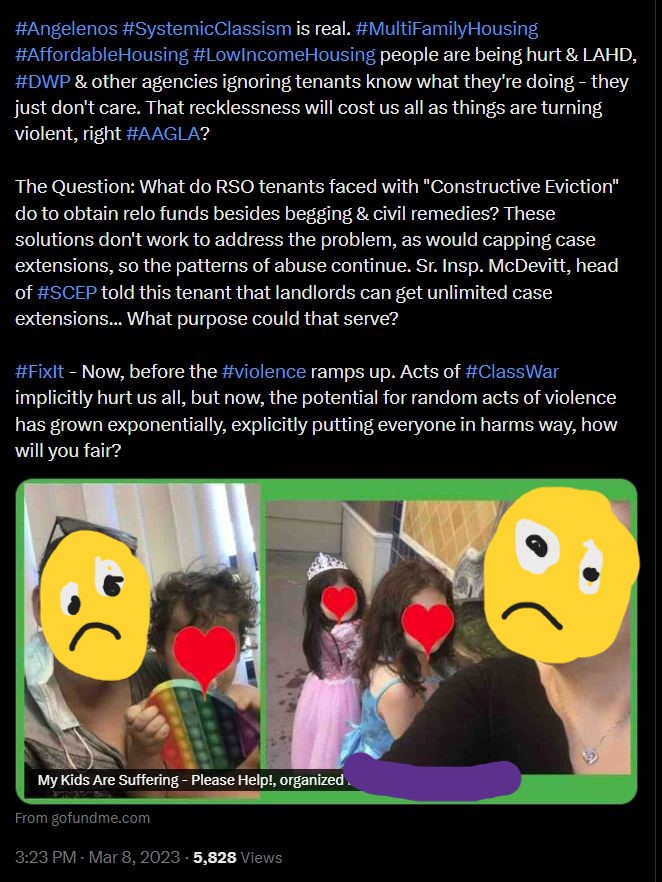 #Angelenos #SystemicClassism is real. #MultiFamilyHousing
#AffordableHousing #LowIncomeHousing people are being hurt & LAHD,
#DWP & other agencies ignoring tenants know what they're doing - they
just don't care. That recklessness will cost us all as things are turning
violent, right #AAGLA?
The Question: What do RSO tenants faced with "Constructive Eviction"
do to obtain relo funds besides begging & civil remedies? These
solutions don't work to address the problem, as would capping case
extensions, so the patterns of abuse continue. Sr. Insp. McDevitt, head
of #SCEP told this tenant that landlords can get unlimited case
extensions... What purpose could that serve?
#FixIt - Now, before the #violence ramps up. Acts of #ClassWar
implicitly hurt us all, but now, the potential for random acts of violence
has grown exponentially, explicitly putting everyone in harms way, how
will you fair?
My Kids Are Suffering - Please Help!, organized
From gofundme.com
3:23 PM · Mar 8, 2023 · 5,828 Views